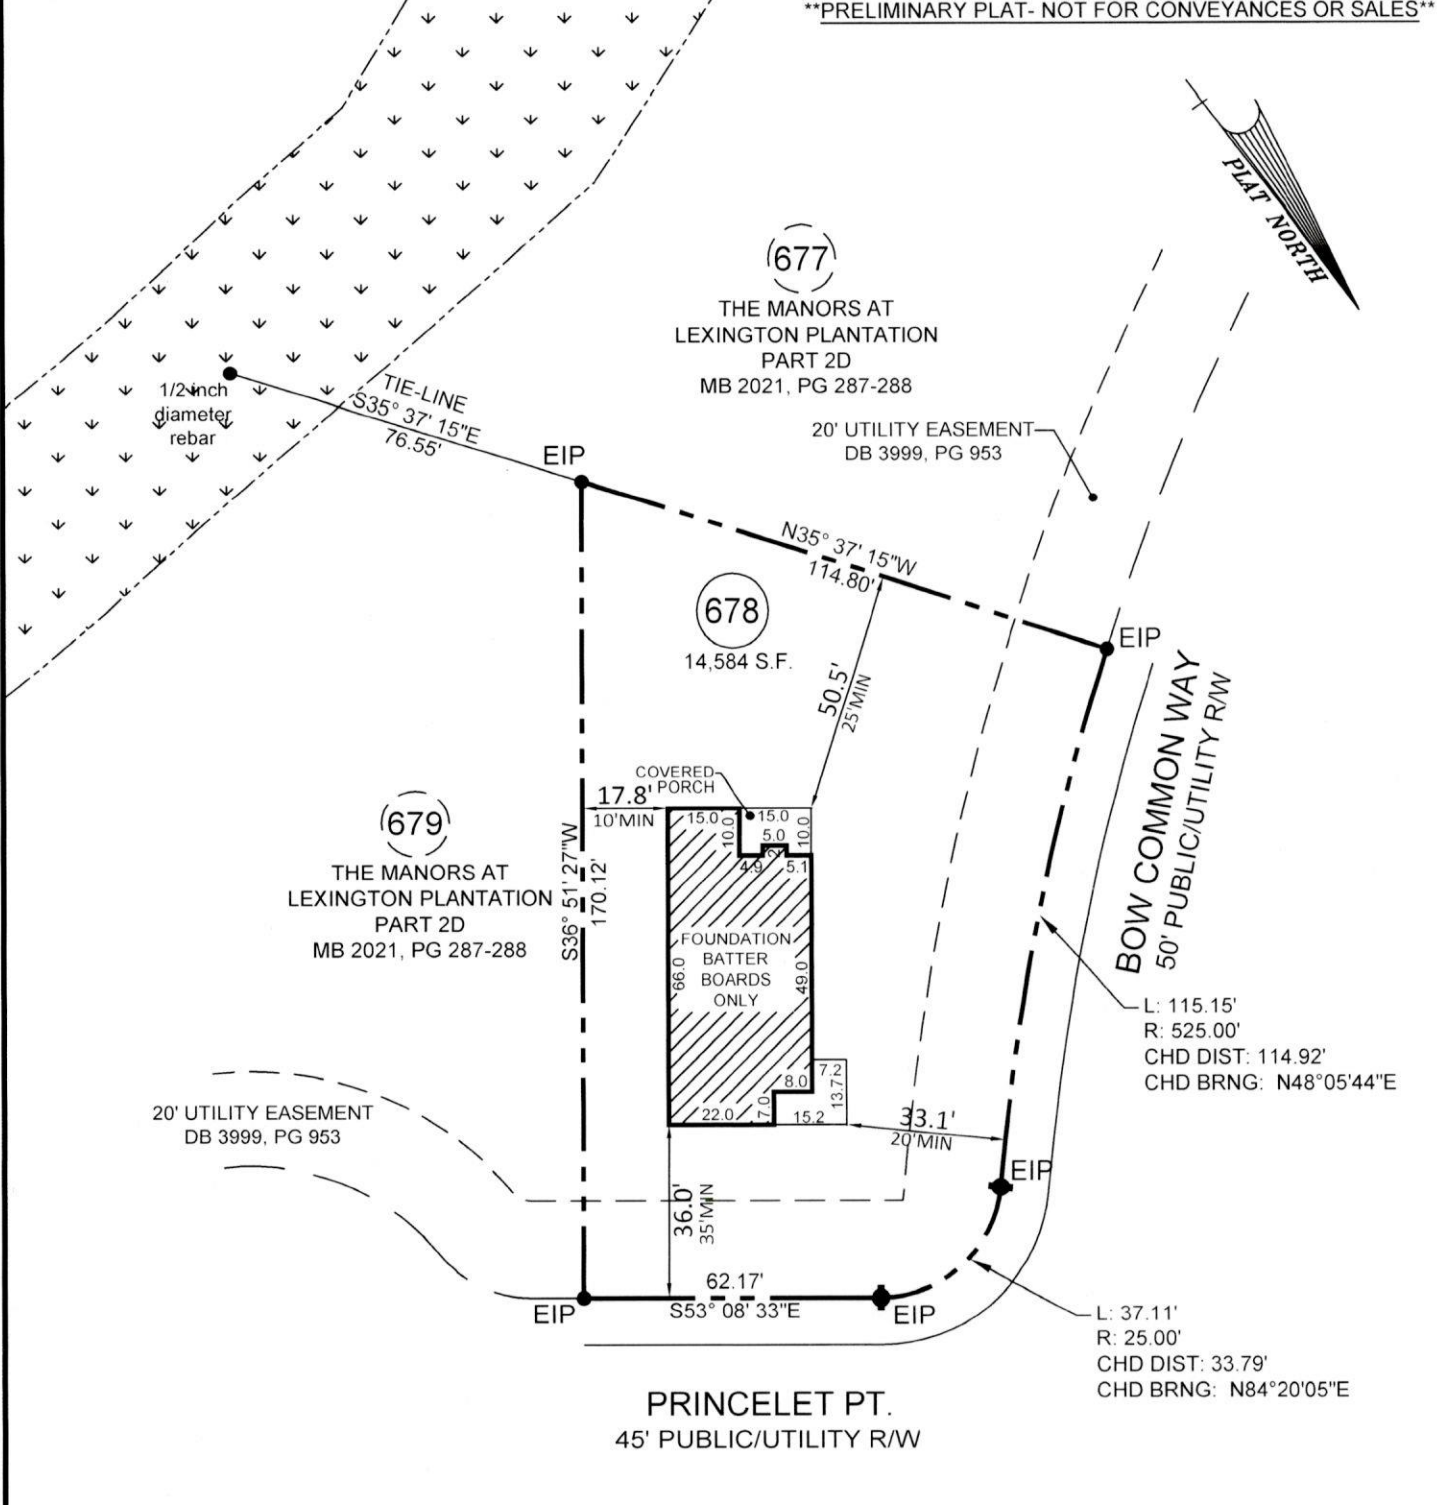 **PRELIMINARY PLAT- NOT FOR CONVEYANCES OR SALES**
PLAT NORTH
677
THE MANORS AT
LEXINGTON PLANTATION
PART 2D
MB 2021, PG 287-288
1/2 inch
diameter
rebar
TIE-LINE
S35° 37' 15"E
76.55'
20' UTILITY EASEMENT
DB 3999, PG 953
EIP
N35° 37' 15"W
114.80'
678
14,584 S.F.
EIP
50.5'
25'MIN
BOW COMMON WAY
50' PUBLIC/UTILITY R/W
COVERED
PORCH
17.8'
10'MIN
15.0
10.0
15.0
10.0
5.0
2
4.9
5.1
679
THE MANORS AT
LEXINGTON PLANTATION
PART 2D
MB 2021, PG 287-288
S36° 51' 27"W
170.12'
FOUNDATION
BATTER
BOARDS
ONLY
66.0
49.0
L: 115.15'
R: 525.00'
CHD DIST: 114.92'
CHD BRNG: N48°05'44"E
7.2
8.0
13.7
22.0
7.0
15.2
33.1'
20'MIN
20' UTILITY EASEMENT
DB 3999, PG 953
EIP
36.0'
35'MIN
62.17'
S53° 08' 33"E
EIP
EIP
L: 37.11'
R: 25.00'
CHD DIST: 33.79'
CHD BRNG: N84°20'05"E
PRINCELET PT.
45' PUBLIC/UTILITY R/W